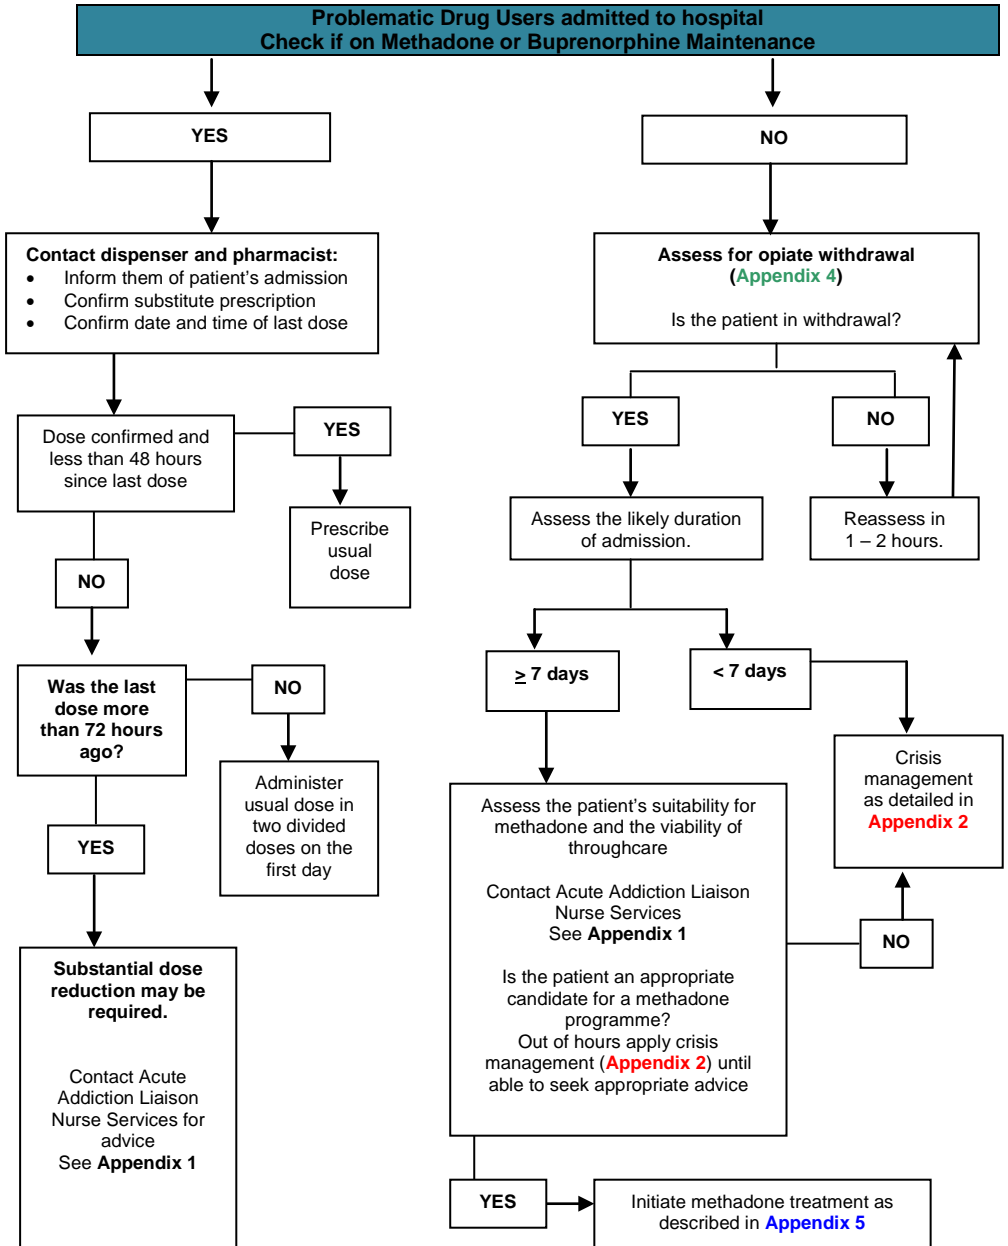 Problematic Drug Users admitted to hospital
Check if on Methadone or Buprenorphine Maintenance
YES
Contact dispenser and pharmacist:
• Inform them of patient's admission
• Confirm substitute prescription
• Confirm date and time of last dose
Dose confirmed and
less than 48 hours
since last dose
YES
Prescribe
usual
dose
NO
Was the last
dose more
than 72 hours
ago?
NO
Administer
usual dose in
two divided
doses on the
first day
YES
Substantial dose
reduction may be
required.
Contact Acute
Addiction Liaison
Nurse Services for
advice
See Appendix 1
NO
Assess for opiate withdrawal
(Appendix 4)
Is the patient in withdrawal?
YES
NO
Assess the likely duration
of admission.
Reassess in
1 – 2 hours.
≥ 7 days
< 7 days
Crisis
management
as detailed in
Appendix 2
Assess the patient's suitability for
methadone and the viability of
throughcare
Contact Acute Addiction Liaison
Nurse Services
See Appendix 1
Is the patient an appropriate
candidate for a methadone
programme?
Out of hours apply crisis
management (Appendix 2) until
able to seek appropriate advice
NO
YES
Initiate methadone treatment as
described in Appendix 5